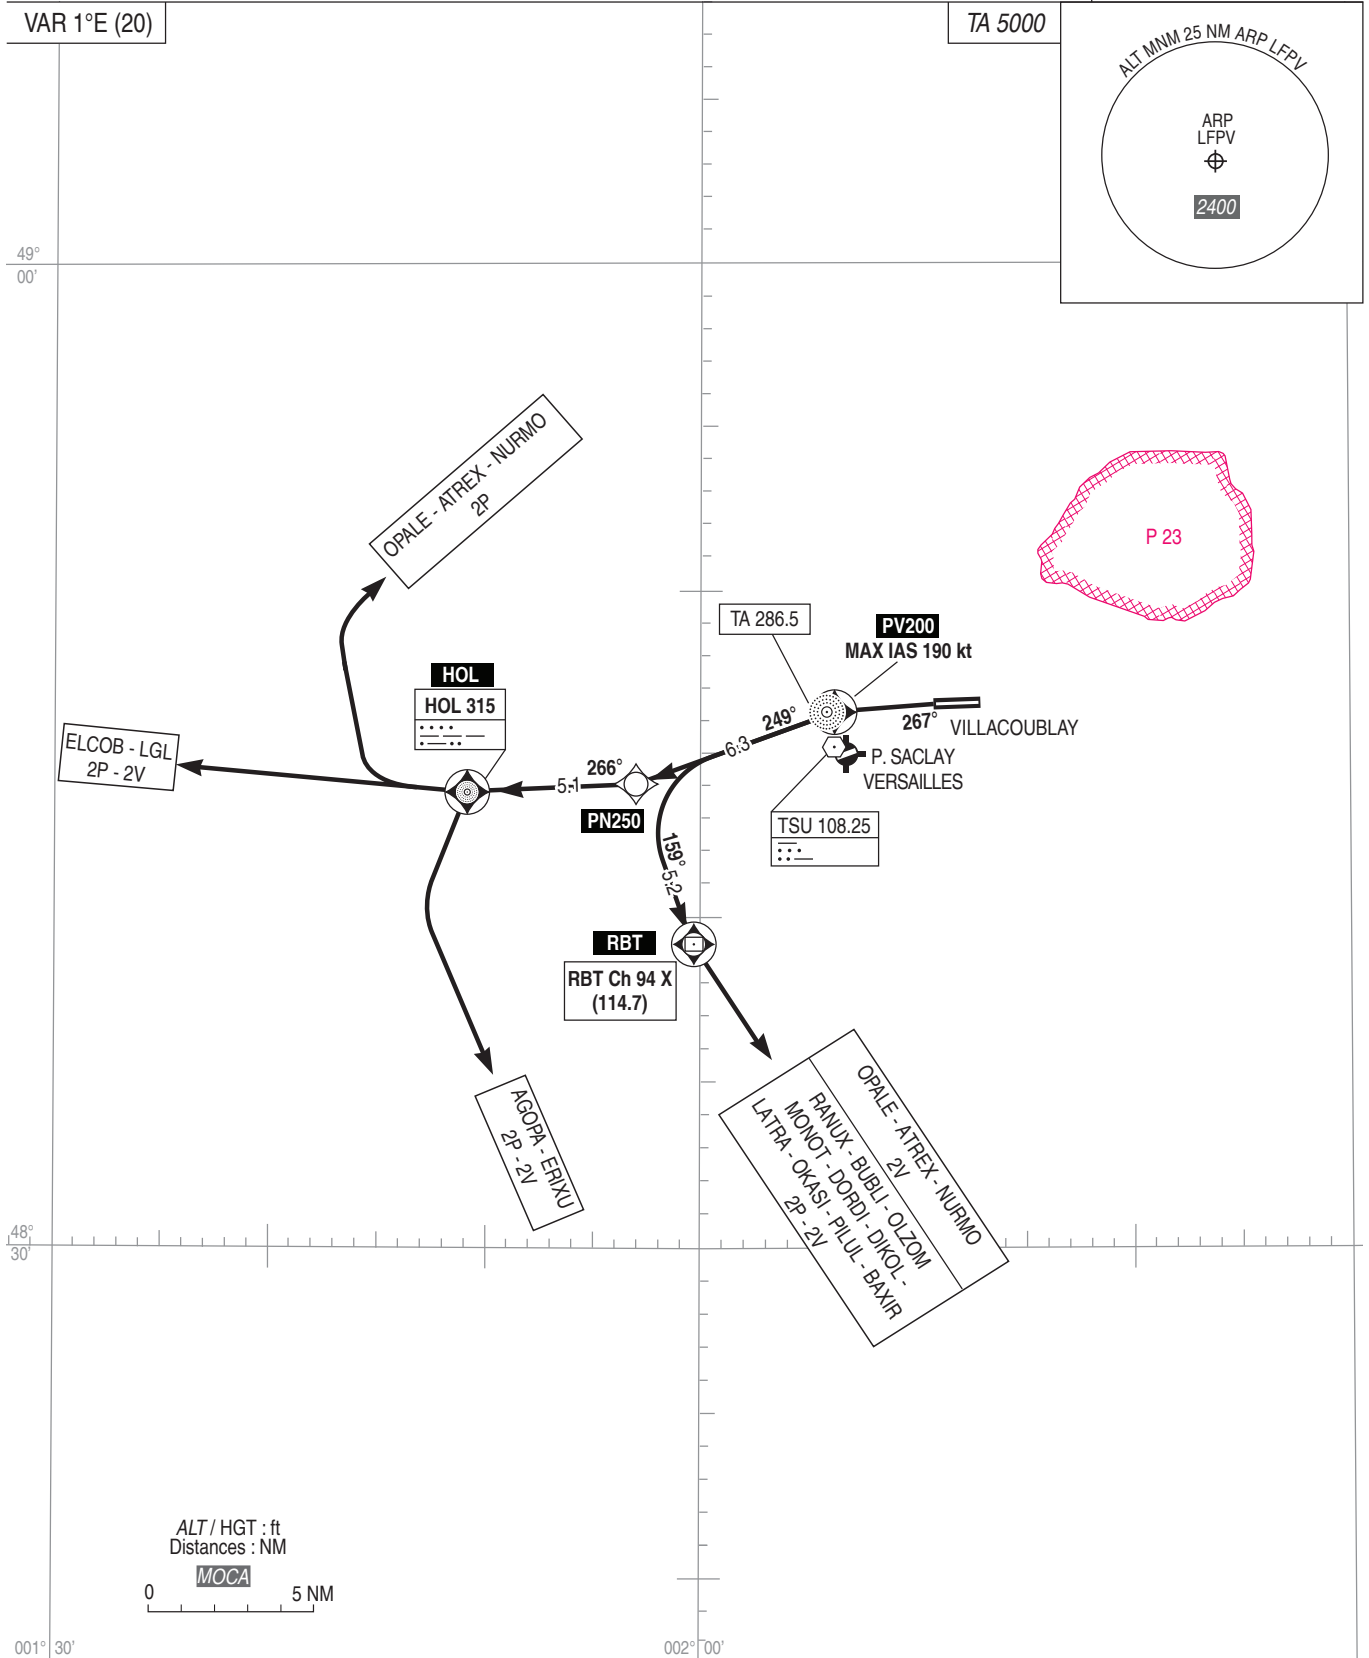 VAR 1°E (20)
TA 5000
ALT MNM 25 NM ARP LFPV
ARP
LFPV
2400
49°
00'
P 23
OPALE - ATREX - NURMO
2P
TA 286.5
PV200
MAX IAS 190 kt
HOL
HOL 315
249°
267°
VILLACOUBLAY
6.3
ELCOB - LGL
2P - 2V
266°
5.1
P. SACLAY
VERSAILLES
PN250
TSU 108.25
159°
5.2
RBT
RBT Ch 94 X
(114.7)
AGOPA - ERIXU
2P - 2V
OPALE - ATREX - NURMO
2V
RANUX - BUBLI - OLZOM
MONOT - DORDI - DIKOL -
LATRA - OKASI - PILUL - BAXIR
2P - 2V
48°
30'
ALT / HGT : ft
Distances : NM
MOCA
0 5 NM
001° 30'
002° 00'